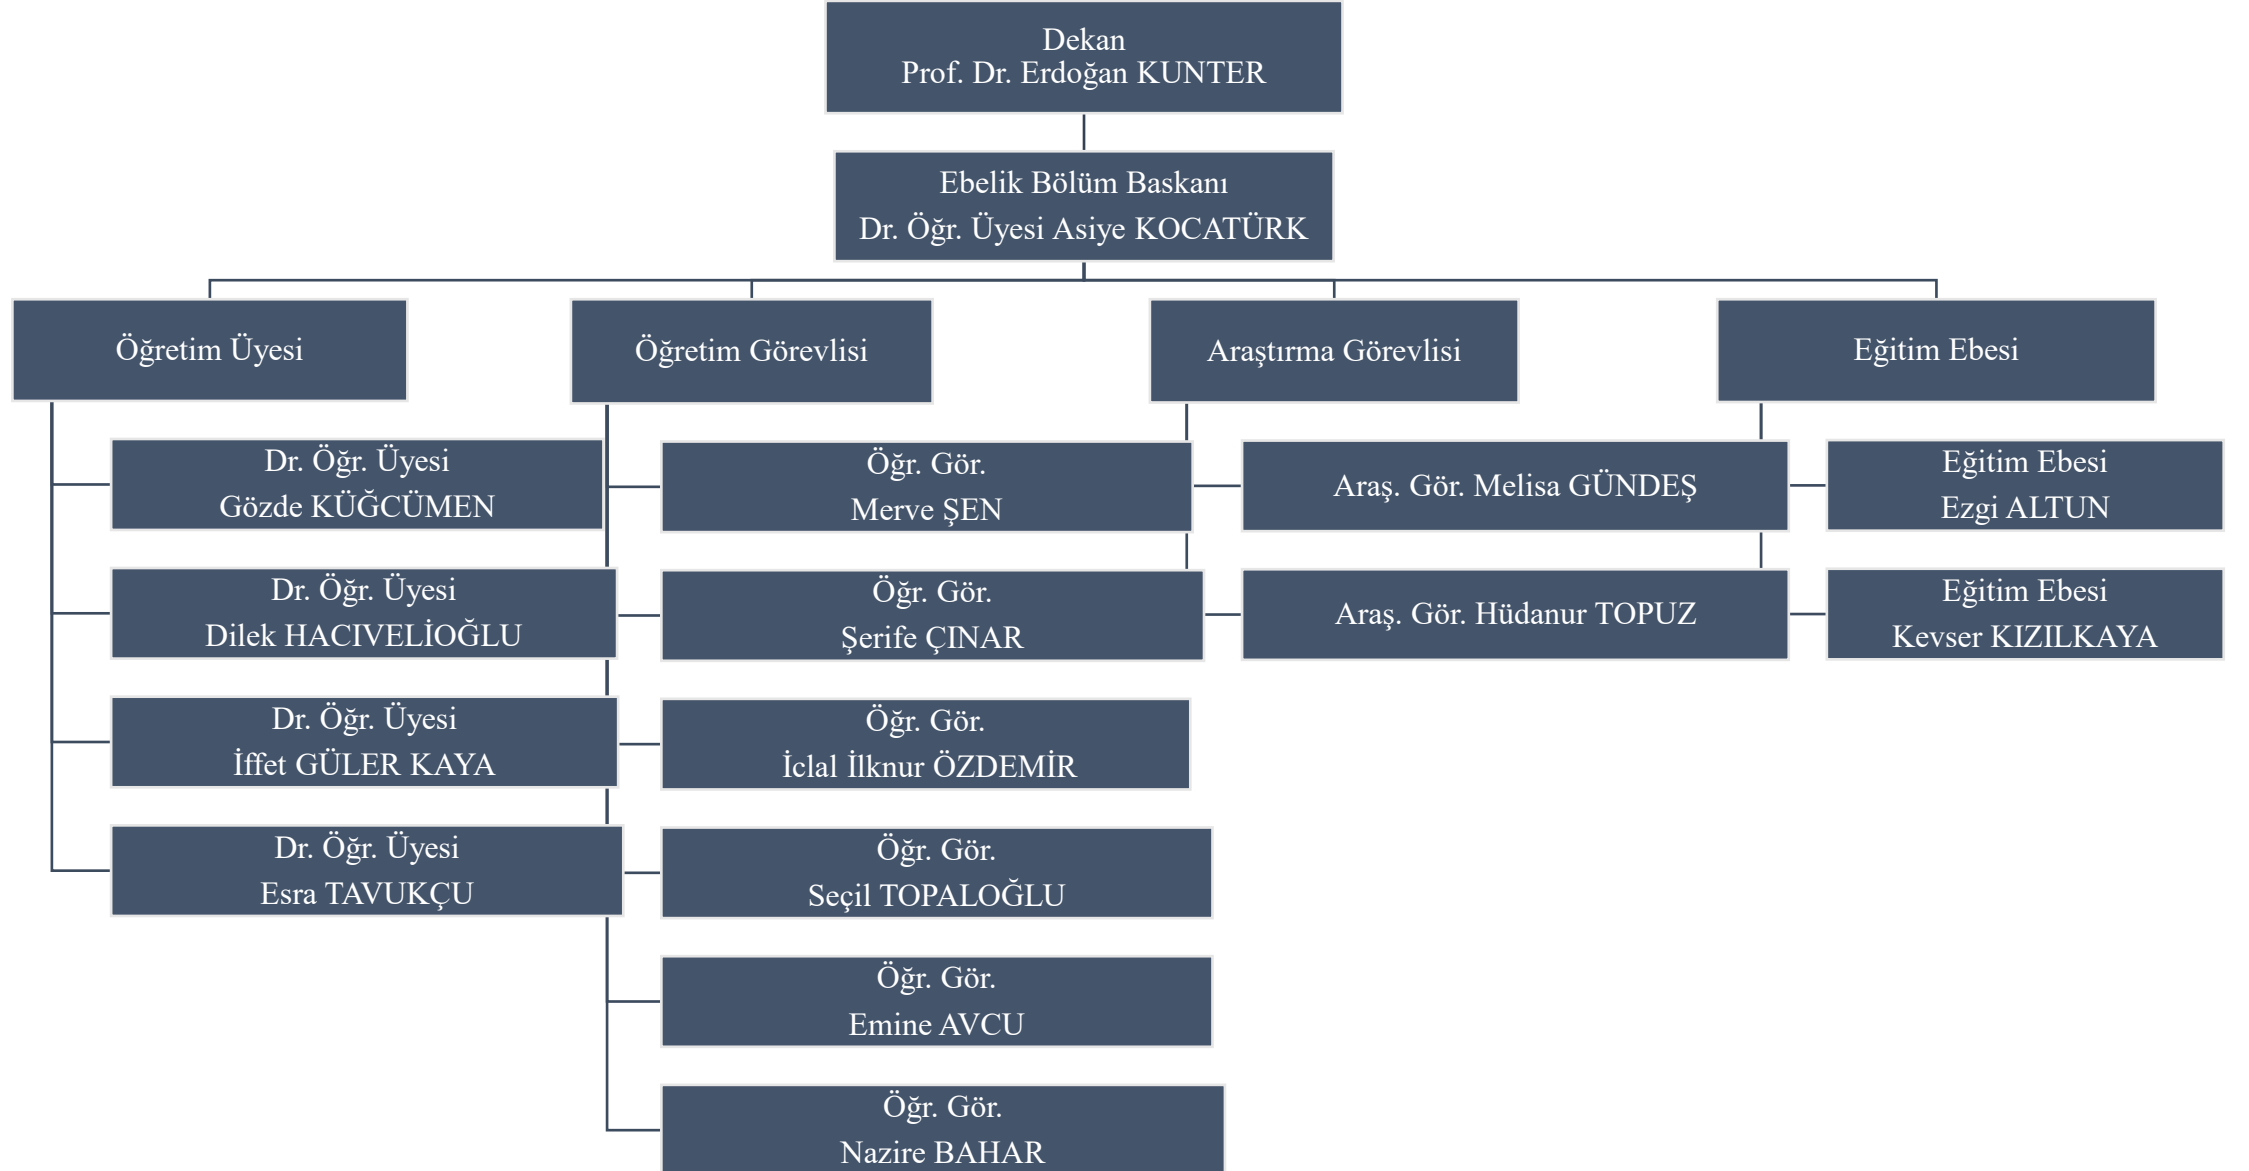 Dekan
Prof. Dr. Erdoğan KUNTER
Ebelik Bölüm Baskanı
Dr. Öğr. Üyesi Asiye KOCATÜRK
Öğretim Üyesi
Dr. Öğr. Üyesi
Gözde KÜĞCÜMEN
Dr. Öğr. Üyesi
Dilek HACIVELİOĞLU
Dr. Öğr. Üyesi
İffet GÜLER KAYA
Dr. Öğr. Üyesi
Esra TAVUKÇU
Öğretim Görevlisi
Öğr. Gör.
Merve ŞEN
Öğr. Gör.
Şerife ÇINAR
Öğr. Gör.
İclal İlknur ÖZDEMİR
Öğr. Gör.
Seçil TOPALOĞLU
Öğr. Gör.
Emine AVCU
Öğr. Gör.
Nazire BAHAR
Araştırma Görevlisi
Araş. Gör. Melisa GÜNDEŞ
Araş. Gör. Hüdanur TOPUZ
Eğitim Ebesi
Eğitim Ebesi
Ezgi ALTUN
Eğitim Ebesi
Kevser KIZILKAYA